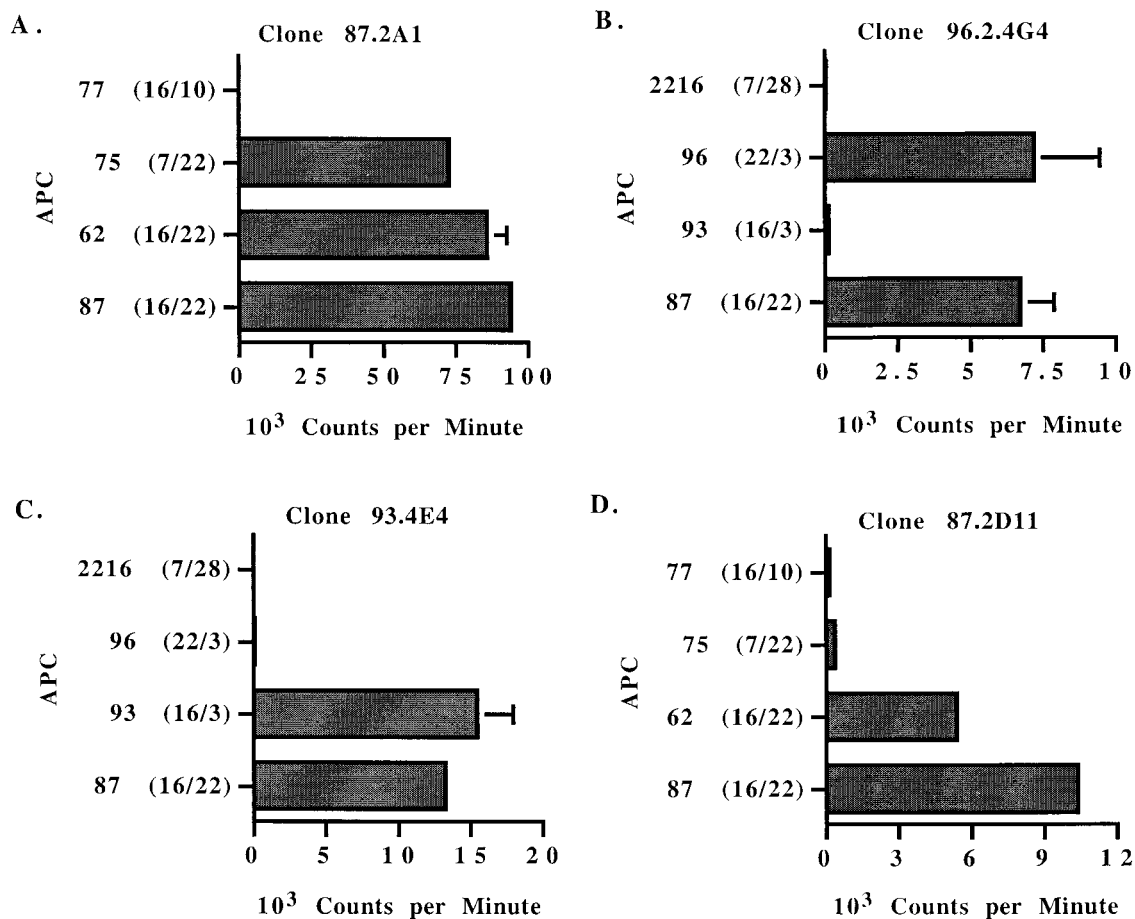 A.
Clone 87.2A1
77 (16/10)
75 (7/22)
62 (16/22)
87 (16/22)
APC
0 25 50 75 100
10³ Counts per Minute
B.
Clone 96.2.4G4
2216 (7/28)
96 (22/3)
93 (16/3)
87 (16/22)
APC
0 2.5 5 7.5 10
10³ Counts per Minute
C.
Clone 93.4E4
2216 (7/28)
96 (22/3)
93 (16/3)
87 (16/22)
APC
0 5 10 15 20
10³ Counts per Minute
D.
Clone 87.2D11
77 (16/10)
75 (7/22)
62 (16/22)
87 (16/22)
APC
0 3 6 9 12
10³ Counts per Minute